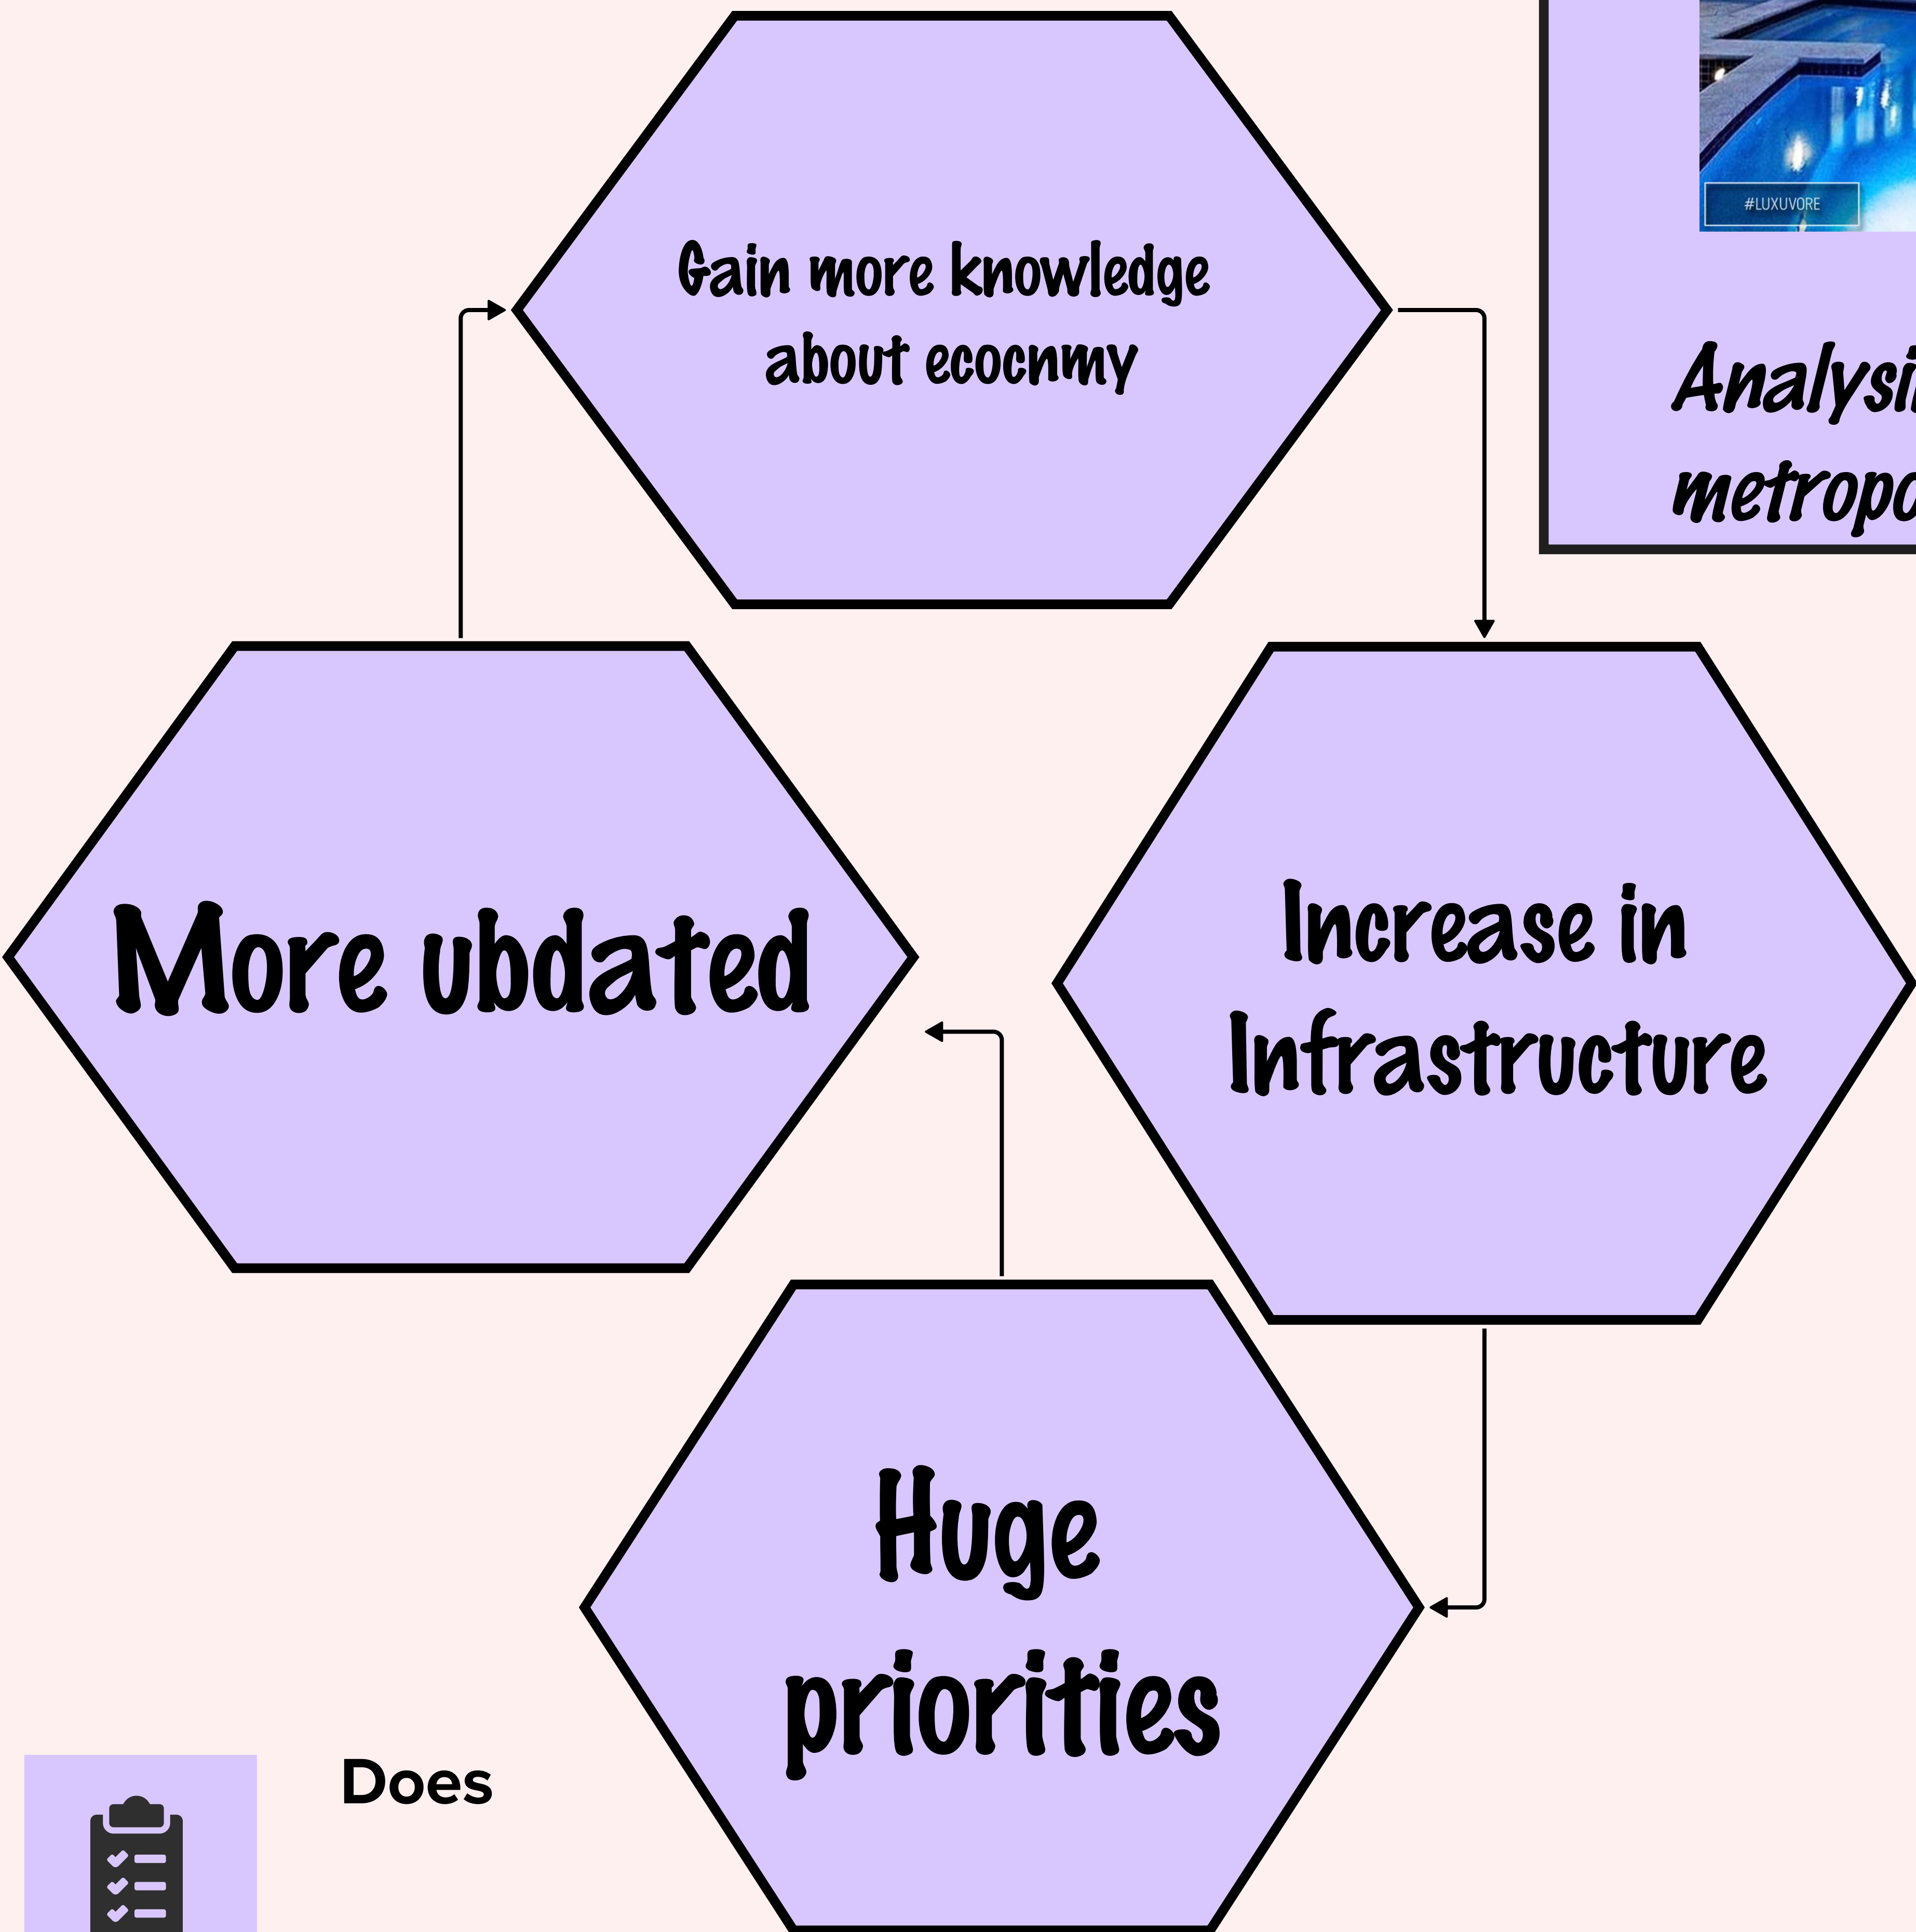 #LUXUVORE
Gain more knowledge
about ecocnmy
More ubdated
Increase in
Infrastructure
Huge
priorities
Does